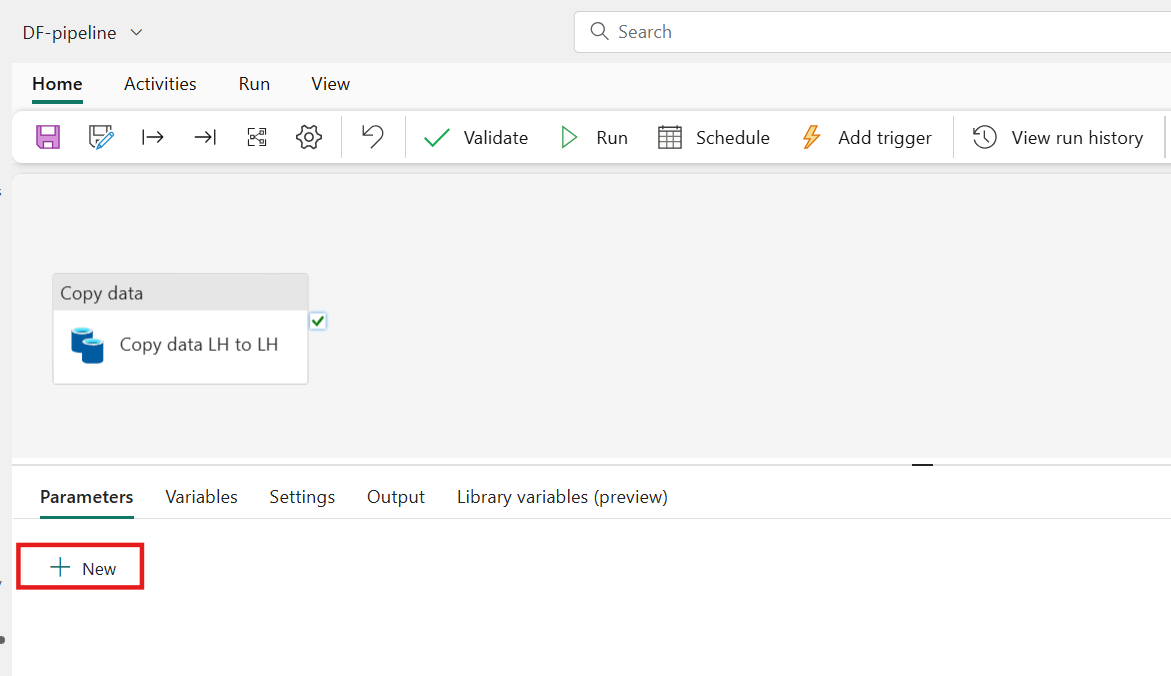 DF-pipeline
Search
Home Activities Run View
Validate Run Schedule Add trigger View run history
Copy data
Copy data LH to LH
Parameters Variables Settings Output Library variables (preview)
New